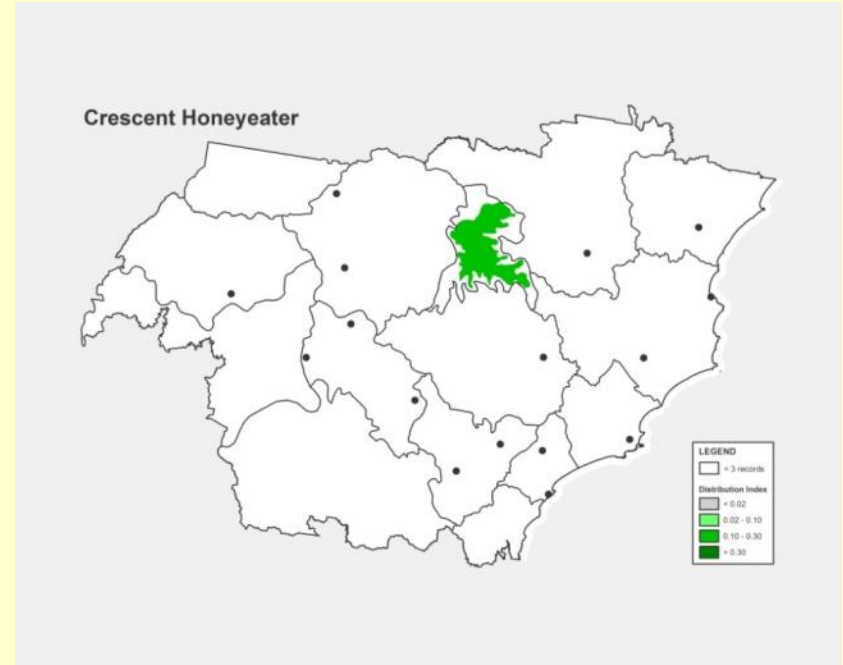 Crescent Honeyeater
LEGEND
< 3 records
Distribution Index
< 0.02
0.02 - 0.10
0.10 - 0.30
> 0.30